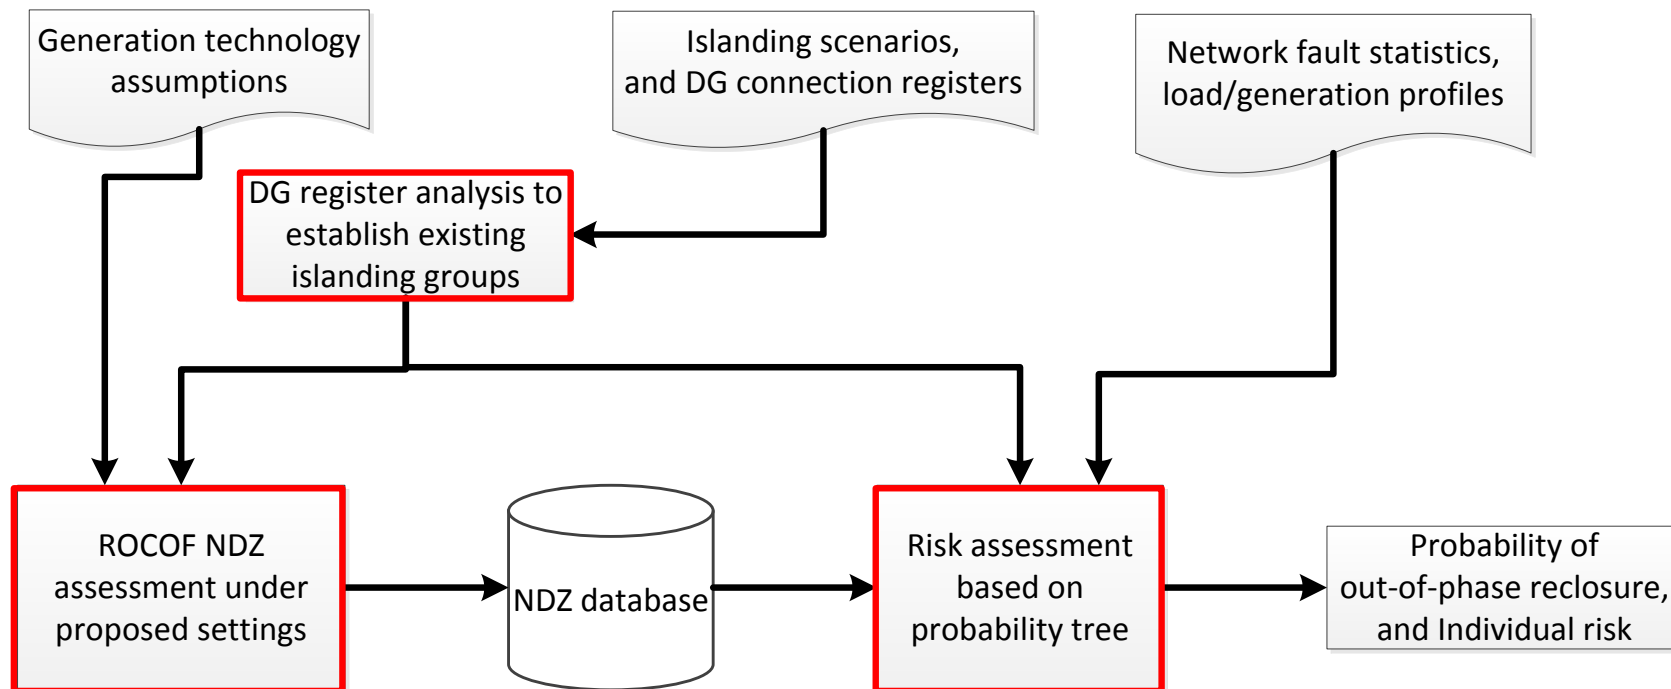 Generation technology
assumptions
Islanding scenarios,
and DG connection registers
Network fault statistics,
load/generation profiles
DG register analysis to
establish existing
islanding groups
ROCOF NDZ
assessment under
proposed settings
NDZ database
Risk assessment
based on
probability tree
Probability of
out-of-phase reclosure,
and Individual risk